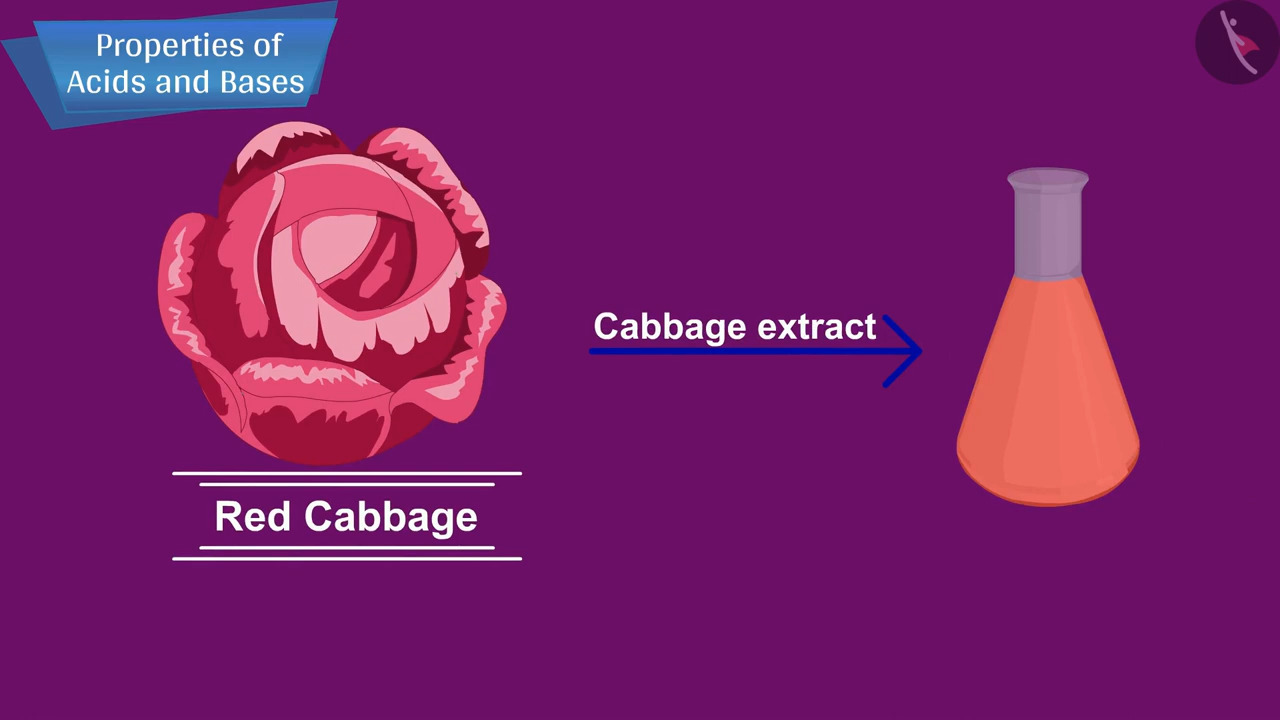 Properties of
Acids and Bases
Cabbage extract
Red Cabbage